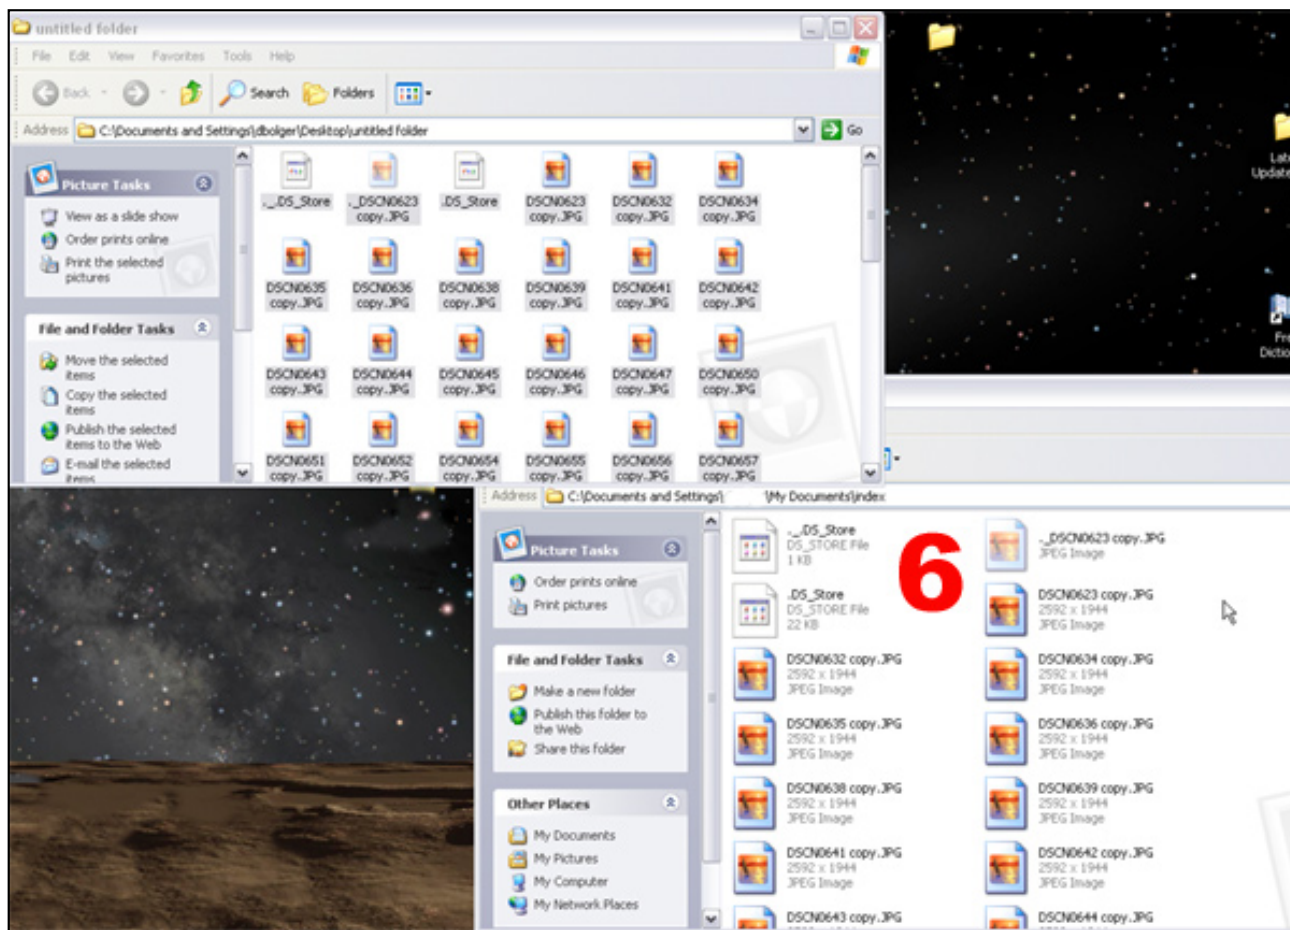 untitled folder
File Edit View Favorites Tools Help
Back Search Folders
Address C:\Documents and Settings\dbolger\Desktop\untitled folder Go
Picture Tasks
View as a slide show
Order prints online
Print the selected
pictures
File and Folder Tasks
Move the selected
items
Copy the selected
items
Publish the selected
items to the Web
E-mail the selected
items
._.DS_Store
._DSCN0623
copy.JPG
.DS_Store
DSCN0623
copy.JPG
DSCN0632
copy.JPG
DSCN0634
copy.JPG
DSCN0635
copy.JPG
DSCN0636
copy.JPG
DSCN0638
copy.JPG
DSCN0639
copy.JPG
DSCN0641
copy.JPG
DSCN0642
copy.JPG
DSCN0643
copy.JPG
DSCN0644
copy.JPG
DSCN0645
copy.JPG
DSCN0646
copy.JPG
DSCN0647
copy.JPG
DSCN0650
copy.JPG
DSCN0651
copy.JPG
DSCN0652
copy.JPG
DSCN0654
copy.JPG
DSCN0655
copy.JPG
DSCN0656
copy.JPG
DSCN0657
copy.JPG
Late
Update
Fre
Dictio
Address C:\Documents and Settings\ \My Documents\index
Picture Tasks
Order prints online
Print pictures
File and Folder Tasks
Make a new folder
Publish this folder to
the Web
Share this folder
Other Places
My Documents
My Pictures
My Computer
My Network Places
6
._.DS_Store
DS_STORE File
1 KB
._DSCN0623 copy.JPG
JPEG Image
.DS_Store
DS_STORE File
22 KB
DSCN0623 copy.JPG
2592 x 1944
JPEG Image
DSCN0632 copy.JPG
2592 x 1944
JPEG Image
DSCN0634 copy.JPG
2592 x 1944
JPEG Image
DSCN0635 copy.JPG
2592 x 1944
JPEG Image
DSCN0636 copy.JPG
2592 x 1944
JPEG Image
DSCN0638 copy.JPG
2592 x 1944
JPEG Image
DSCN0639 copy.JPG
2592 x 1944
JPEG Image
DSCN0641 copy.JPG
2592 x 1944
JPEG Image
DSCN0642 copy.JPG
2592 x 1944
JPEG Image
DSCN0643 copy.JPG
DSCN0644 copy.JPG